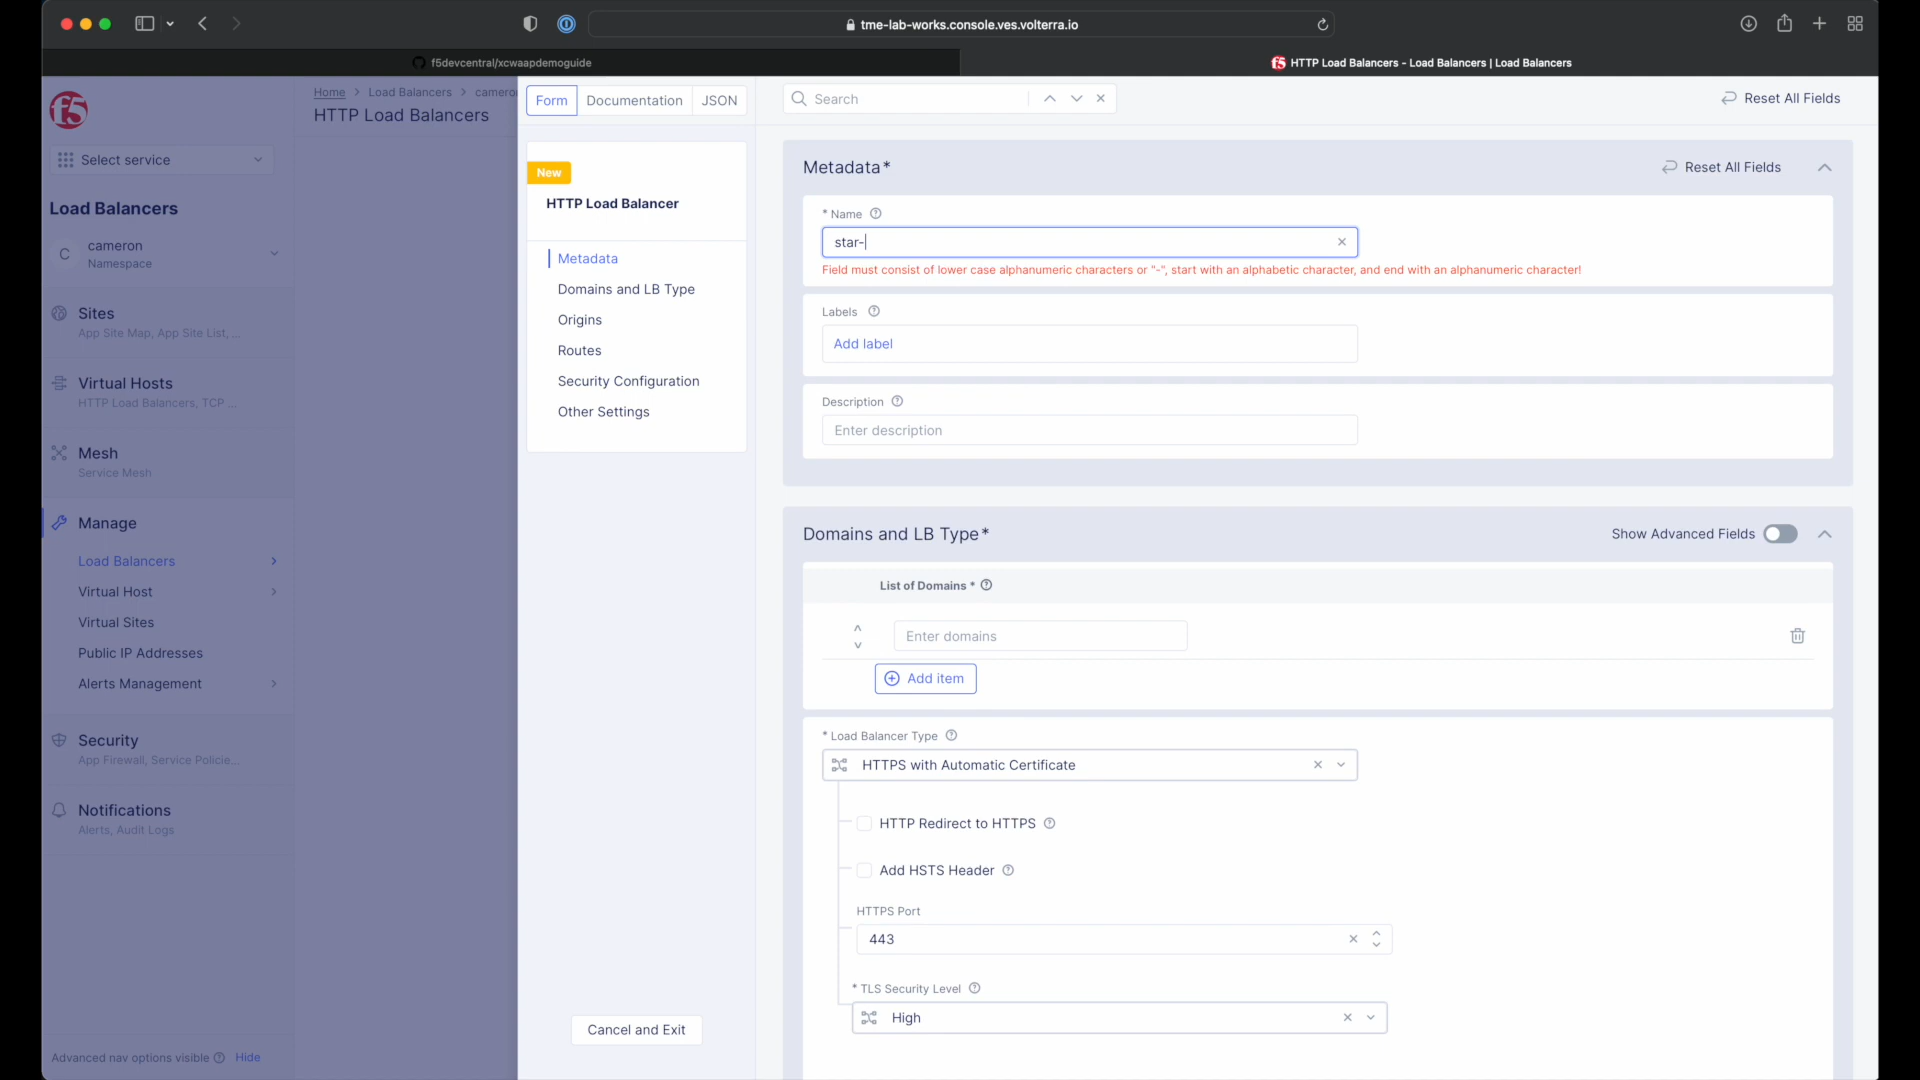 tme-lab-works.console.ves.volterra.io
f5devcentral/xcwaapdemoguide
f5 HTTP Load Balancers - Load Balancers | Load Balancers
f5
Select service
Load Balancers
C
cameron
Namespace
Sites
App Site Map, App Site List, ...
Virtual Hosts
HTTP Load Balancers, TCP ...
Mesh
Service Mesh
Manage
Load Balancers
Virtual Host
Virtual Sites
Public IP Addresses
Alerts Management
Security
App Firewall, Service Policie...
Notifications
Alerts, Audit Logs
Advanced nav options visible Hide
Home > Load Balancers >
HTTP Load Balancers
Form Documentation JSON
New
HTTP Load Balancer
Metadata
Domains and LB Type
Origins
Routes
Security Configuration
Other Settings
Cancel and Exit
Search
Reset All Fields
Metadata*
Reset All Fields
* Name
star-
Field must consist of lower case alphanumeric characters or "-", start with an alphabetic character, and end with an alphanumeric character!
Labels
Add label
Description
Enter description
Domains and LB Type*
Show Advanced Fields
List of Domains *
Enter domains
Add item
* Load Balancer Type
HTTPS with Automatic Certificate
HTTP Redirect to HTTPS
Add HSTS Header
HTTPS Port
443
* TLS Security Level
High